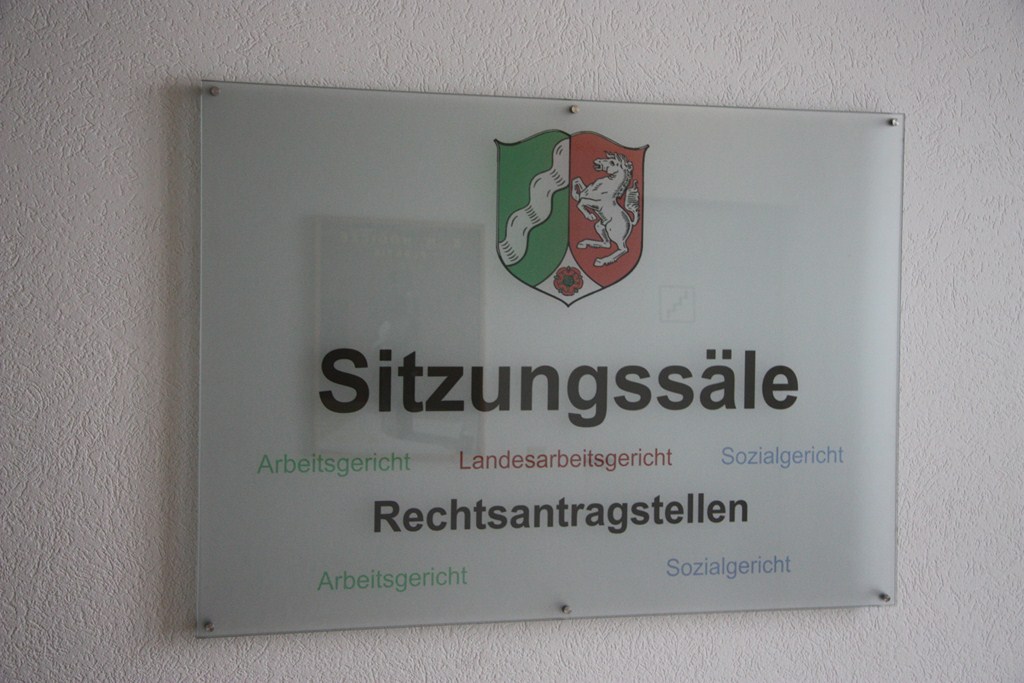 Sitzungssäle
Arbeitsgericht Landesarbeitsgericht Sozialgericht
Rechtsantragstellen
Arbeitsgericht Sozialgericht